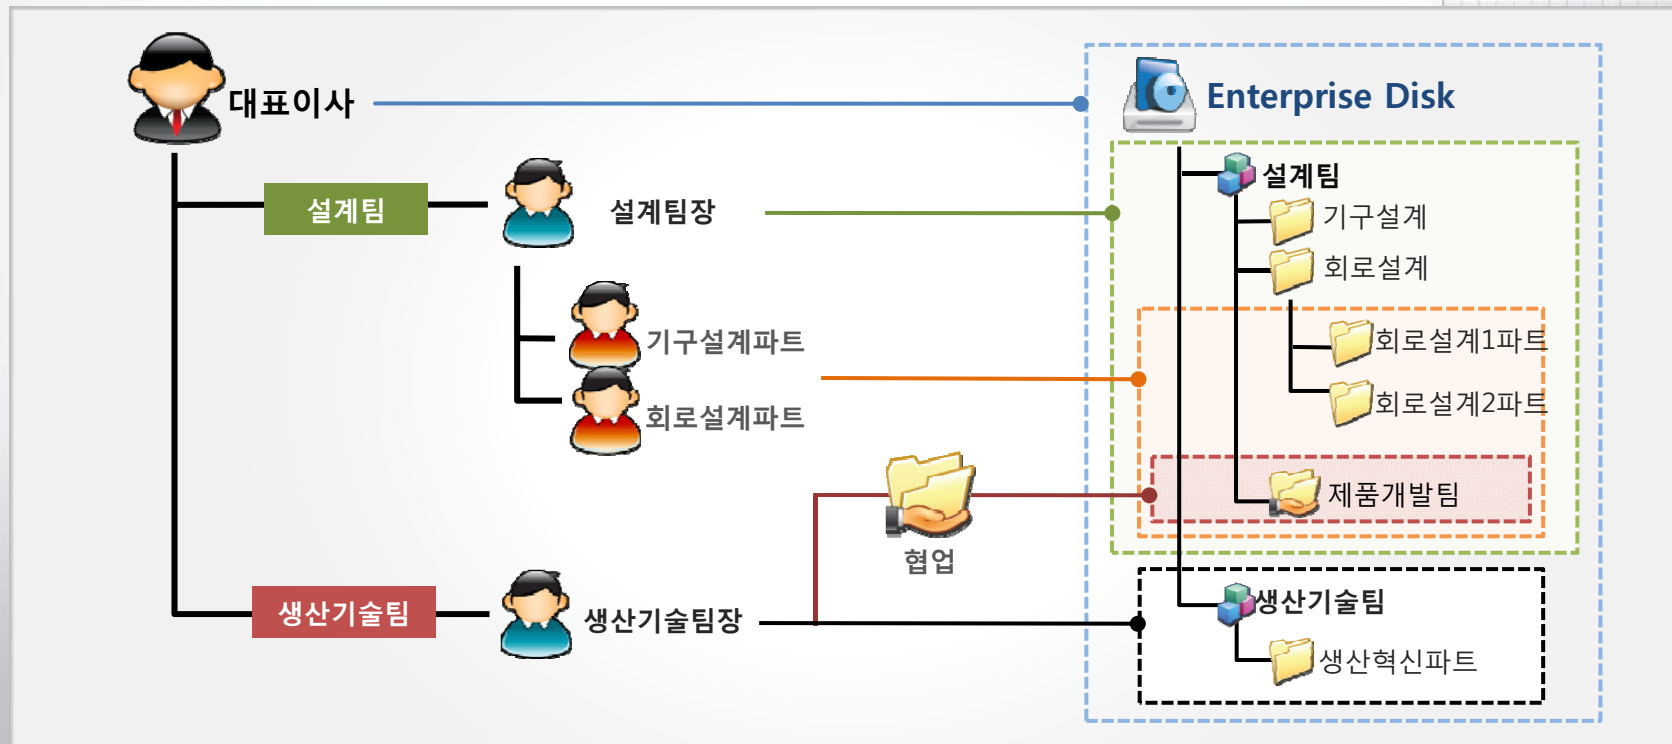 대표이사
Enterprise Disk
설계팀
설계팀장
설계팀
기구설계
회로설계
기구설계파트
회로설계1파트
회로설계파트
회로설계2파트
제품개발팀
협업
생산기술팀
생산기술팀장
생산기술팀
생산혁신파트